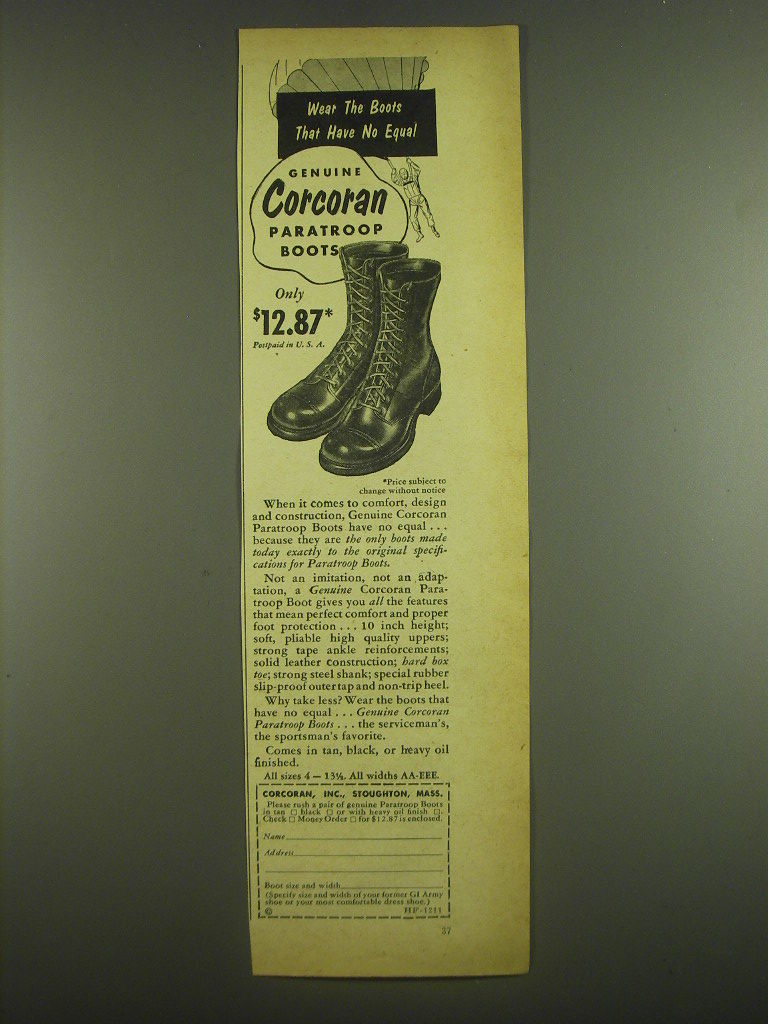 Wear The Boots
That Have No Equal
GENUINE
Corcoran
PARATROOP
BOOTS
Only
$12.87*
Postpaid in U. S. A.
*Price subject to
change without notice
When it comes to comfort, design
and construction, Genuine Corcoran
Paratroop Boots have no equal . . .
because they are the only boots made
today exactly to the original specifi-
cations for Paratroop Boots.
Not an imitation, not an adap-
tation, a Genuine Corcoran Para-
troop Boot gives you all the features
that mean perfect comfort and proper
foot protection . . . 10 inch height;
soft, pliable high quality uppers;
strong tape ankle reinforcements;
solid leather construction; hard box
toe; strong steel shank; special rubber
slip-proof outertap and non-trip heel.
Why take less? Wear the boots that
have no equal . . . Genuine Corcoran
Paratroop Boots . . . the serviceman's,
the sportsman's favorite.
Comes in tan, black, or heavy oil
finished.
All sizes 4 — 13½. All widths AA-EEE.
CORCORAN, INC., STOUGHTON, MASS.
Please rush a pair of genuine Paratroop Boots
in tan □ black □ or with heavy oil finish □.
Check □ Money Order □ for $12.87 is enclosed.
Name
Address
Boot size and width
(Specify size and width of your former GI Army
shoe or your most comfortable dress shoe.)
© HF-1211
37